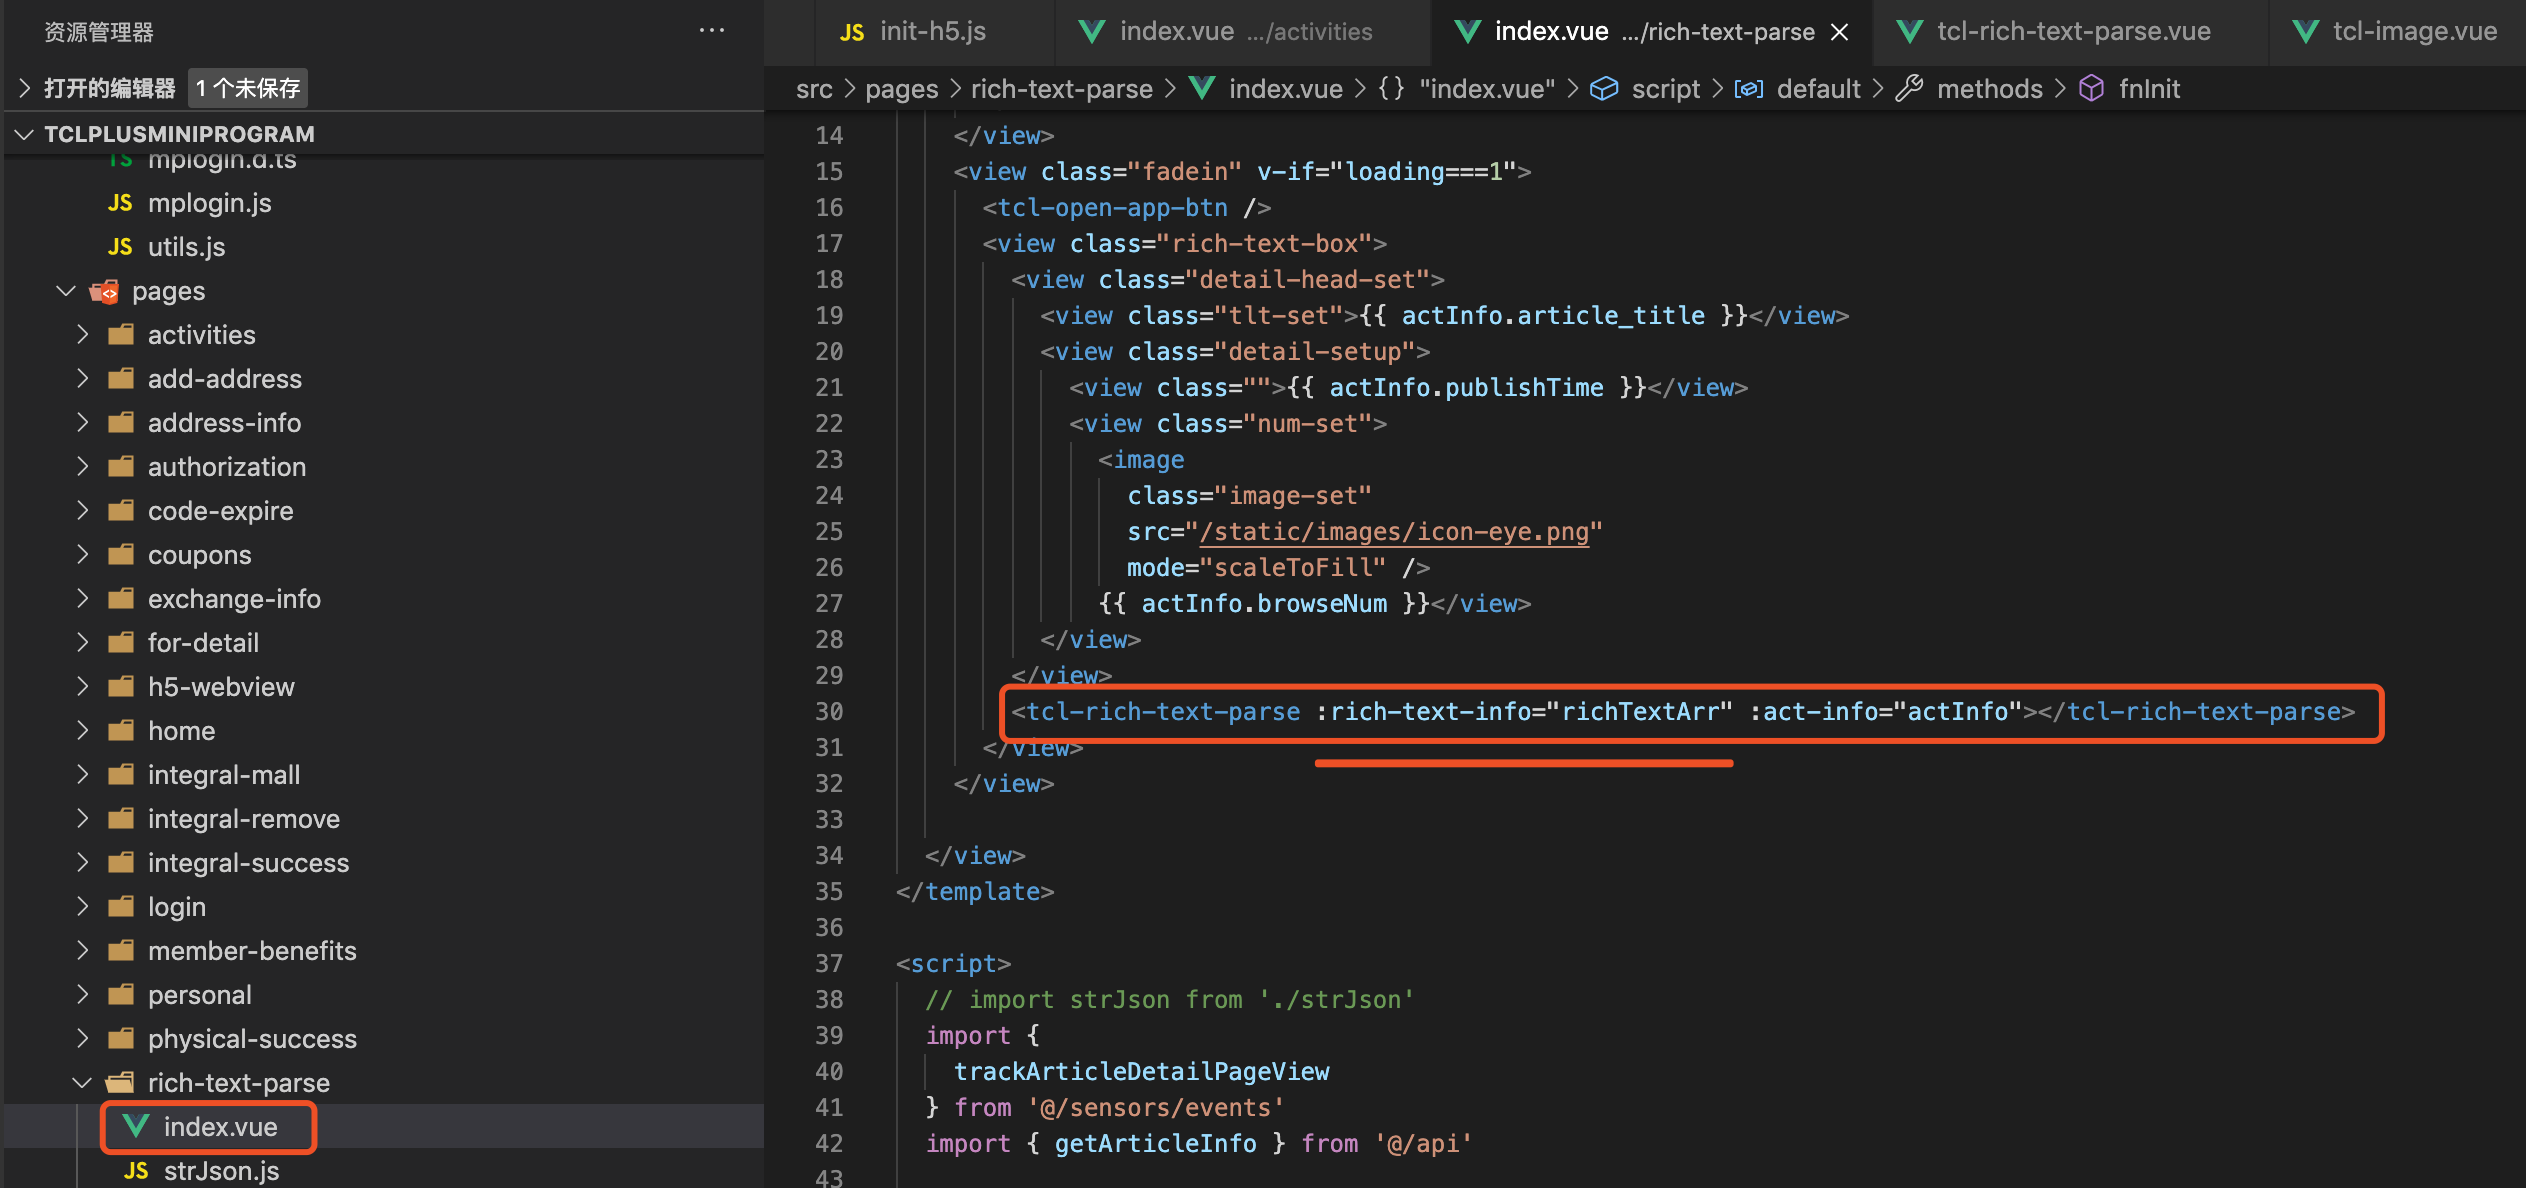 资源管理器
打开的编辑器 1 个未保存
TCLPLUSMINIPROGRAM
TS mplogin.d.ts
JS mplogin.js
JS utils.js
pages
activities
add-address
address-info
authorization
code-expire
coupons
exchange-info
for-detail
h5-webview
home
integral-mall
integral-remove
integral-success
login
member-benefits
personal
physical-success
rich-text-parse
index.vue
JS strJson.js
JS init-h5.js
index.vue .../activities
index.vue .../rich-text-parse
tcl-rich-text-parse.vue
tcl-image.vue
src > pages > rich-text-parse > index.vue > {} "index.vue" > script > default > methods > fnInit
14 </view>
15 <view class="fadein" v-if="loading===1">
16 <tcl-open-app-btn />
17 <view class="rich-text-box">
18 <view class="detail-head-set">
19 <view class="tlt-set">{{ actInfo.article_title }}</view>
20 <view class="detail-setup">
21 <view class="">{{ actInfo.publishTime }}</view>
22 <view class="num-set">
23 <image
24 class="image-set"
25 src="/static/images/icon-eye.png"
26 mode="scaleToFill" />
27 {{ actInfo.browseNum }}</view>
28 </view>
29 </view>
30 <tcl-rich-text-parse :rich-text-info="richTextArr" :act-info="actInfo"></tcl-rich-text-parse>
31 </view>
32 </view>
33
34 </view>
35 </template>
36
37 <script>
38 // import strJson from './strJson'
39 import {
40 trackArticleDetailPageView
41 } from '@/sensors/events'
42 import { getArticleInfo } from '@/api'
43